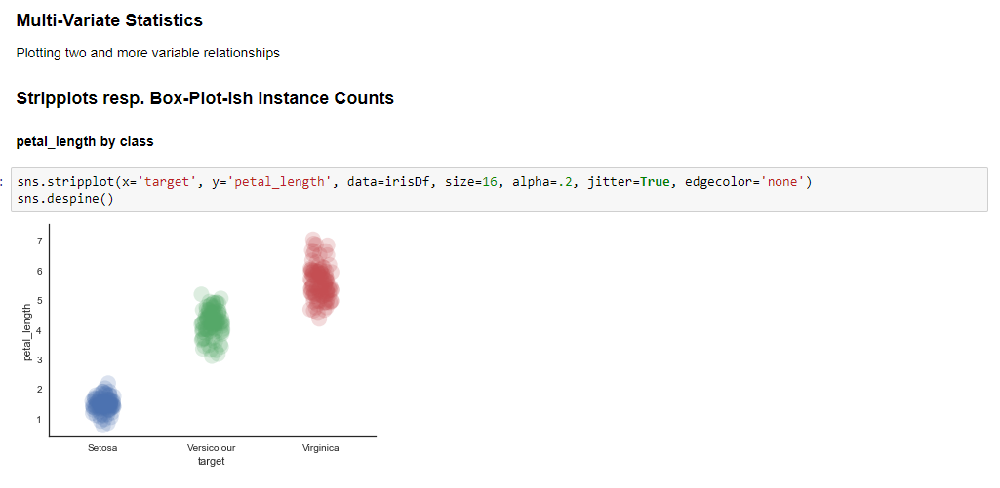 Multi-Variate Statistics
Plotting two and more variable relationships
Stripplots resp. Box-Plot-ish Instance Counts
petal_length by class
:
sns.stripplot(x='target', y='petal_length', data=irisDf, size=16, alpha=.2, jitter=True, edgecolor='none')
sns.despine()
7
6
5
4
3
2
1
petal_length
Setosa Versicolour Virginica
target